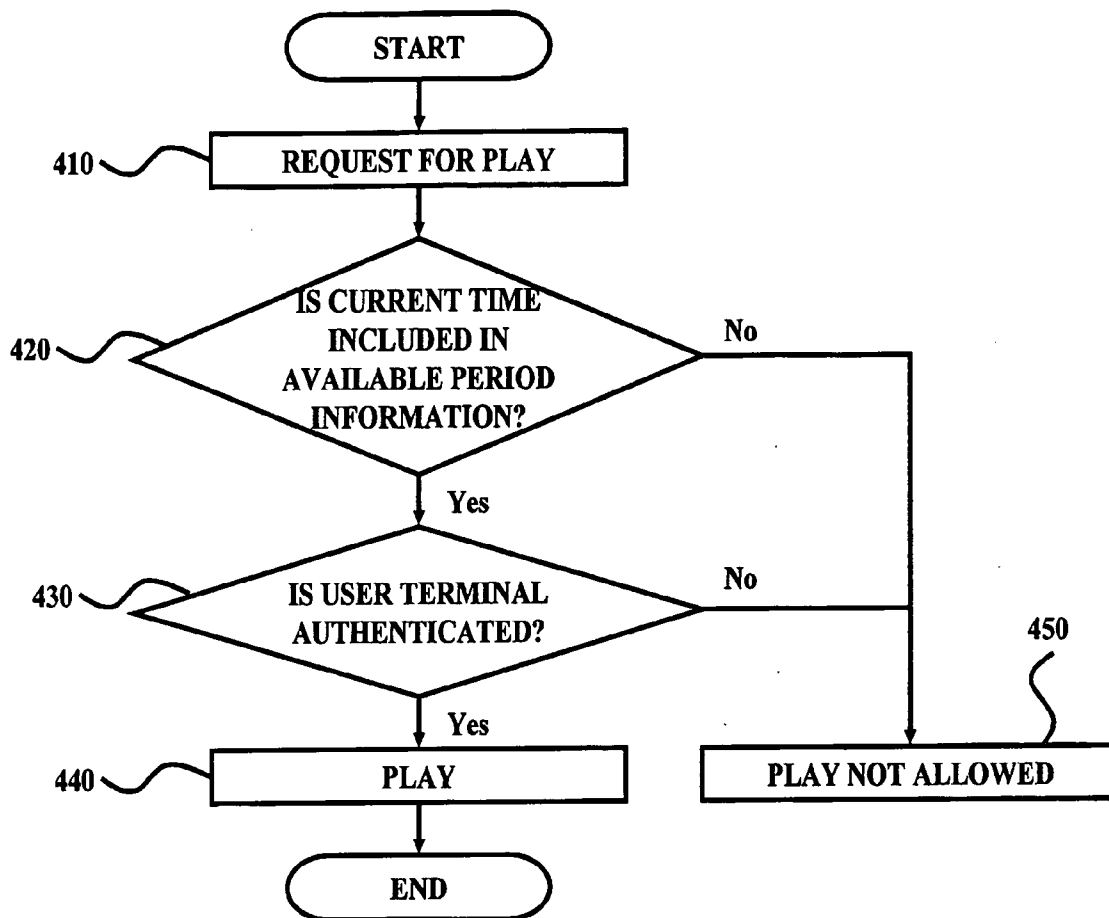 START
410
REQUEST FOR PLAY
420
IS CURRENT TIME
INCLUDED IN
AVAILABLE PERIOD
INFORMATION?
No
Yes
430
IS USER TERMINAL
AUTHENTICATED?
No
450
Yes
440
PLAY
PLAY NOT ALLOWED
END